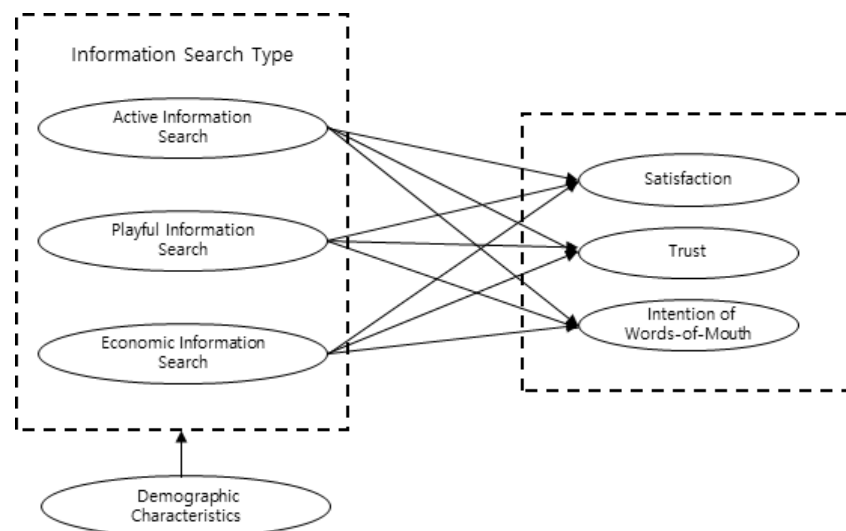 Information Search Type
Active Information
Search
Playful Information
Search
Economic Information
Search
Satisfaction
Trust
Intention of
Words-of-Mouth
Demographic
Characteristics